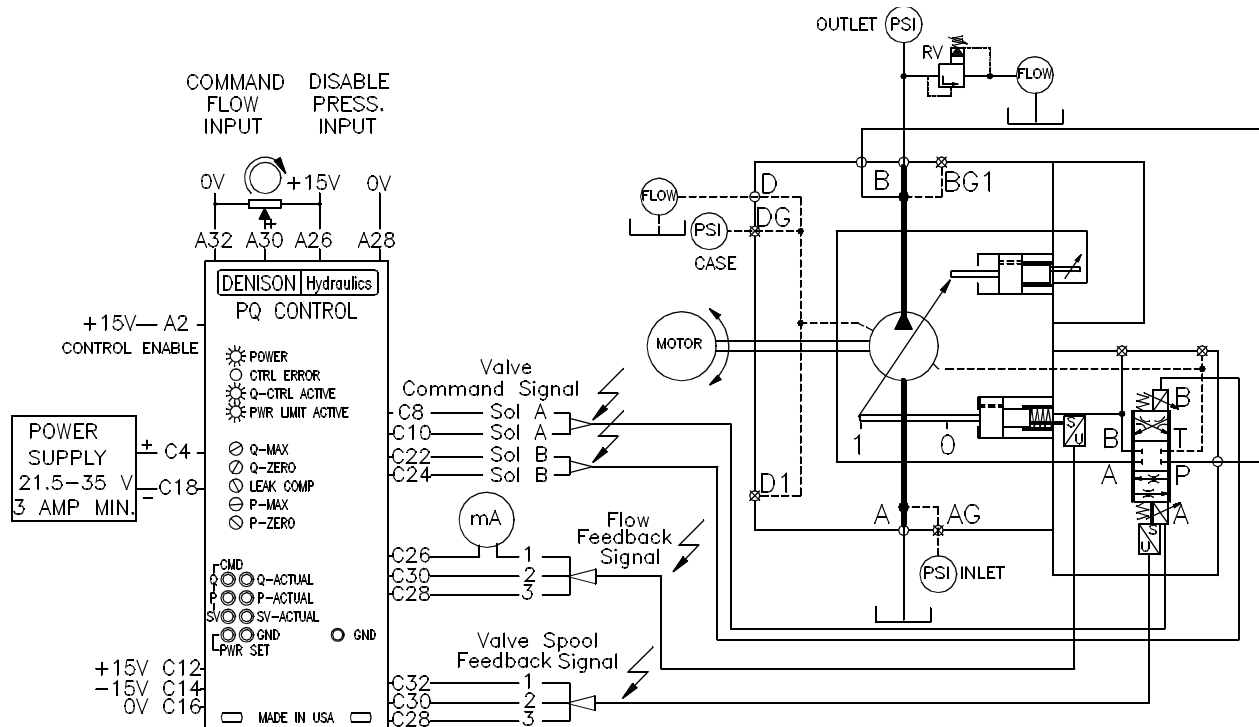 OUTLET PSI
RV
FLOW
COMMAND
FLOW
INPUT
DISABLE
PRESS.
INPUT
0V +15V 0V
A32 A30 A26 A28
DENISON Hydraulics
PQ CONTROL
+15V A2
CONTROL ENABLE
POWER
CTRL ERROR
Q-CTRL ACTIVE
PWR LIMIT ACTIVE
Q-MAX
Q-ZERO
LEAK COMP
P-MAX
P-ZERO
CMD
Q Q-ACTUAL
P P-ACTUAL
SV SV-ACTUAL
GND GND
PWR SET
MADE IN USA
POWER
SUPPLY
21.5-35 V
3 AMP MIN.
+ C4
- C18
+15V C12
-15V C14
0V C16
Valve
Command Signal
C8 Sol A
C10 Sol A
C22 Sol B
C24 Sol B
mA
Flow
Feedback
Signal
C26 1
C30 2
C28 3
Valve Spool
Feedback Signal
C32 1
C30 2
C28 3
FLOW
D
DG
PSI
CASE
MOTOR
D1
B BG1
1 0
S
U
A AG
PSI INLET
B
B T
A P
A
S
U